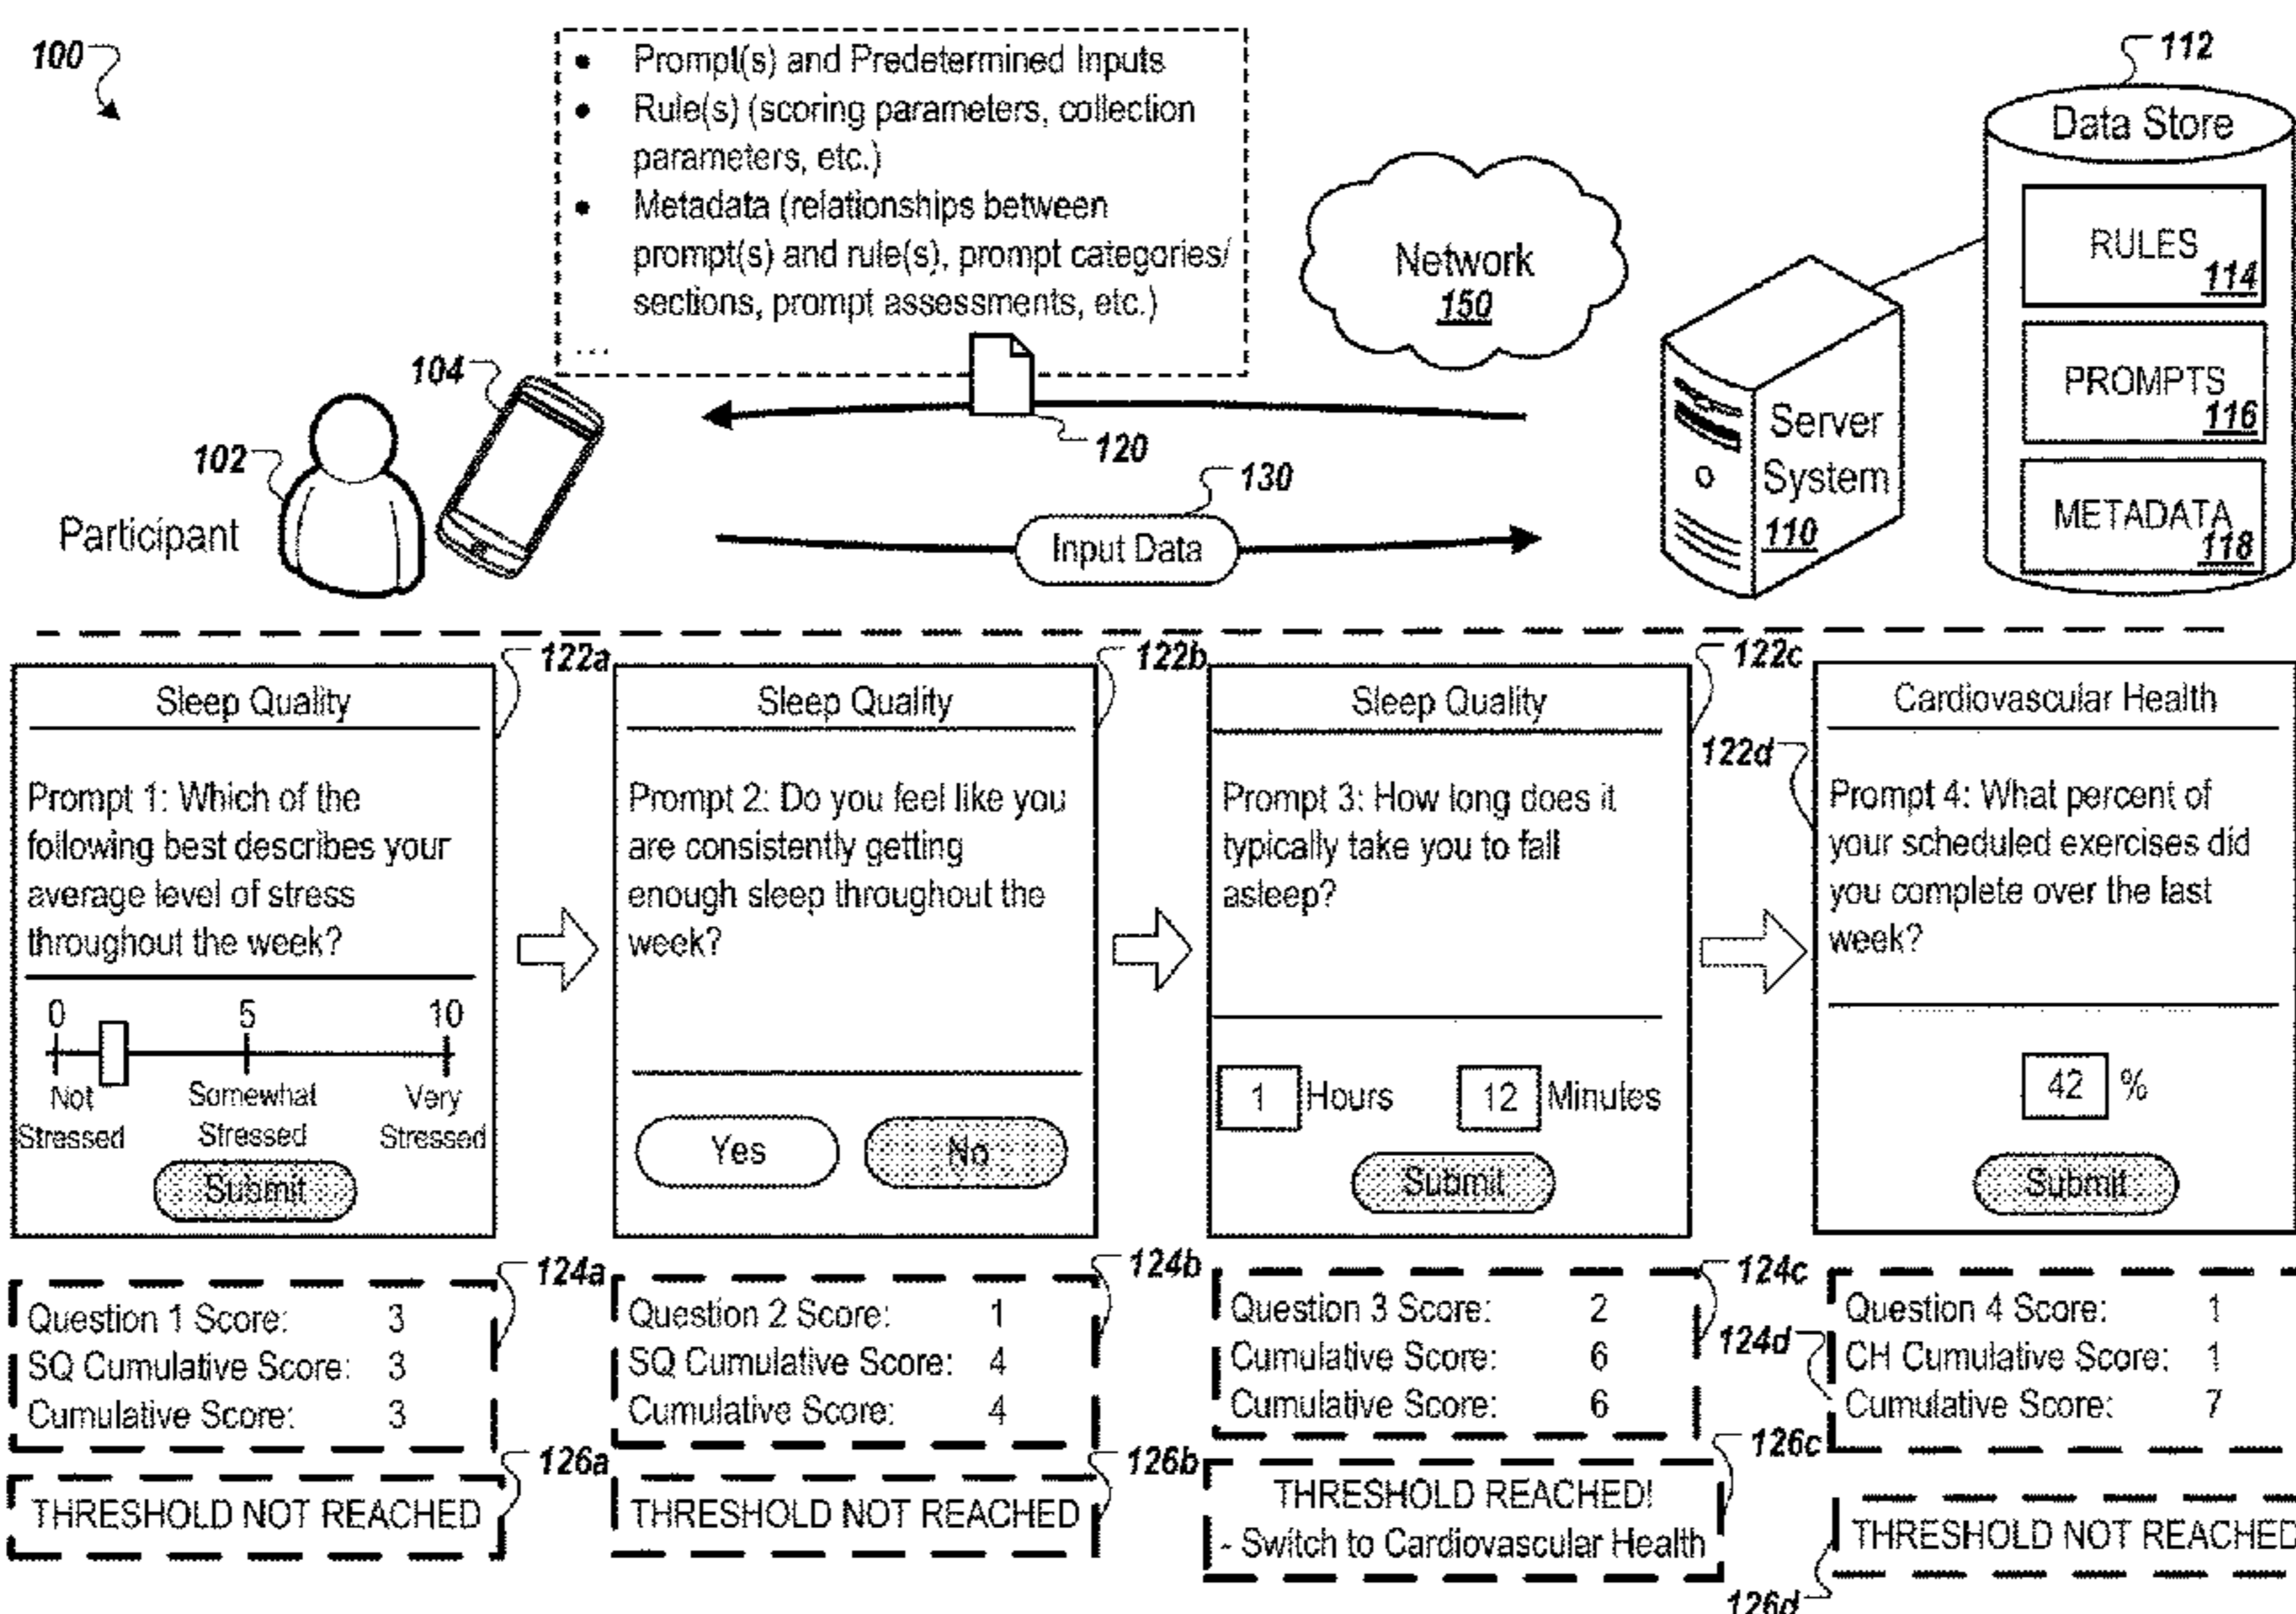 100
• Prompt(s) and Predetermined Inputs
• Rule(s) (scoring parameters, collection
parameters, etc.)
• Metadata (relationships between
prompt(s) and rule(s), prompt categories/
sections, prompt assessments, etc.)
...
Network
150
112
Data Store
RULES
114
PROMPTS
116
METADATA
118
Server
System
110
104
102
Participant
120
130
Input Data
122a
Sleep Quality
Prompt 1: Which of the
following best describes your
average level of stress
throughout the week?
0 5 10
Not Somewhat Very
Stressed Stressed Stressed
Submit
122b
Sleep Quality
Prompt 2: Do you feel like you
are consistently getting
enough sleep throughout the
week?
Yes No
122c
Sleep Quality
Prompt 3: How long does it
typically take you to fall
asleep?
1 Hours 12 Minutes
Submit
122d
Cardiovascular Health
Prompt 4: What percent of
your scheduled exercises did
you complete over the last
week?
42 %
Submit
124a
Question 1 Score: 3
SQ Cumulative Score: 3
Cumulative Score: 3
124b
Question 2 Score: 1
SQ Cumulative Score: 4
Cumulative Score: 4
124c
Question 3 Score: 2
Cumulative Score: 6
Cumulative Score: 6
124d
Question 4 Score: 1
CH Cumulative Score: 1
Cumulative Score: 7
126a
THRESHOLD NOT REACHED
126b
THRESHOLD NOT REACHED
126c
THRESHOLD REACHED!
- Switch to Cardiovascular Health
THRESHOLD NOT REACHED
126d